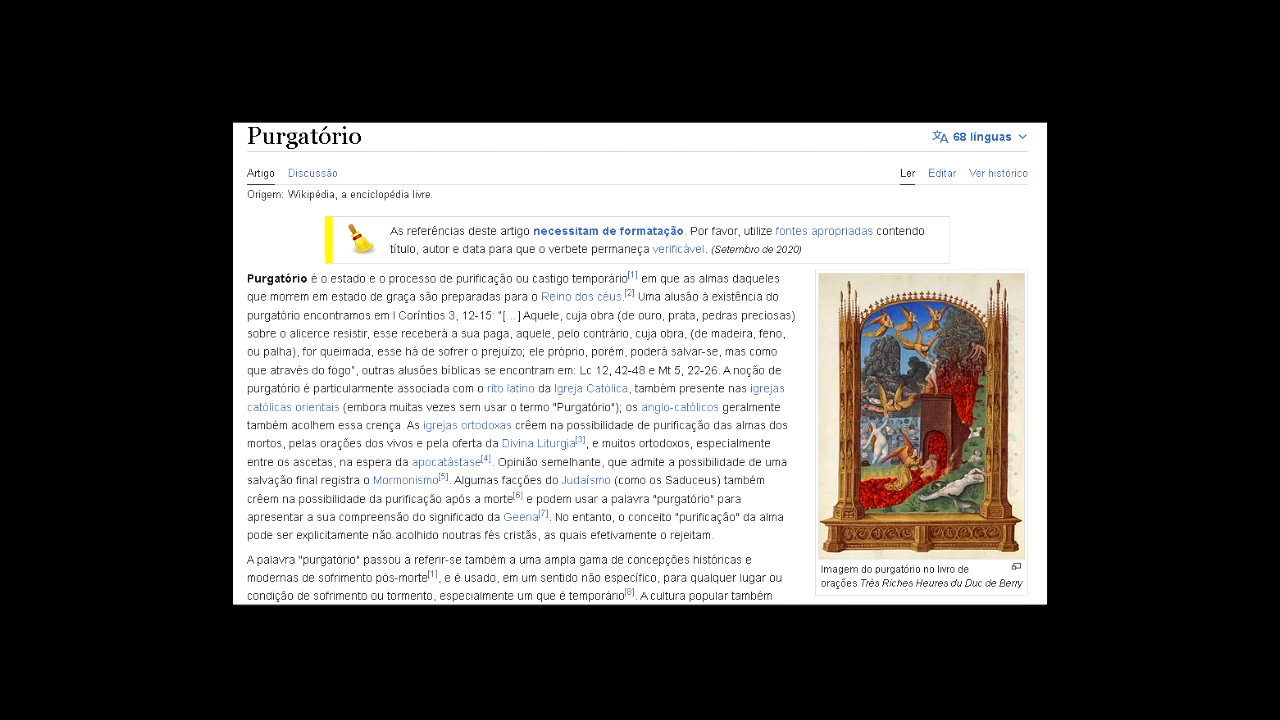 Purgatório
68 línguas
Artigo Discussão
Ler Editar Ver histórico
Origem: Wikipédia, a enciclopédia livre.
As referências deste artigo necessitam de formatação. Por favor, utilize fontes apropriadas contendo
título, autor e data para que o verbete permaneça verificável. (Setembro de 2020)
Purgatório é o estado e o processo de purificação ou castigo temporário[1] em que as almas daqueles
que morrem em estado de graça são preparadas para o Reino dos céus.[2] Uma alusão à existência do
purgatório encontramos em I Coríntios 3, 12-15: "[...] Aquele, cuja obra (de ouro, prata, pedras preciosas)
sobre o alicerce resistir, esse receberá a sua paga, aquele, pelo contrário, cuja obra, (de madeira, feno,
ou palha), for queimada, esse há de sofrer o prejuízo; ele próprio, porém, poderá salvar-se, mas como
que através do fogo", outras alusões bíblicas se encontram em: Lc 12, 42-48 e Mt 5, 22-26. A noção de
purgatório é particularmente associada com o rito latino da Igreja Católica, também presente nas igrejas
católicas orientais (embora muitas vezes sem usar o termo "Purgatório"); os anglo-católicos geralmente
também acolhem essa crença. As igrejas ortodoxas crêem na possibilidade de purificação das almas dos
mortos, pelas orações dos vivos e pela oferta da Divina Liturgia[3], e muitos ortodoxos, especialmente
entre os ascetas, na espera da apocatástase[4]. Opinião semelhante, que admite a possibilidade de uma
salvação final registra o Mormonismo[5]. Algumas facções do Judaísmo (como os Saduceus) também
crêem na possibilidade da purificação após a morte[6] e podem usar a palavra "purgatório" para
apresentar a sua compreensão do significado da Geena[7]. No entanto, o conceito "purificação" da alma
pode ser explicitamente não acolhido noutras fés cristãs, as quais efetivamente o rejeitam.
A palavra "purgatório" passou a referir-se também a uma ampla gama de concepções históricas e
modernas de sofrimento pós-morte[1], e é usado, em um sentido não específico, para qualquer lugar ou
condição de sofrimento ou tormento, especialmente um que é temporário[8]. A cultura popular também
Imagem do purgatório no livro de
orações Très Riches Heures du Duc de Berry